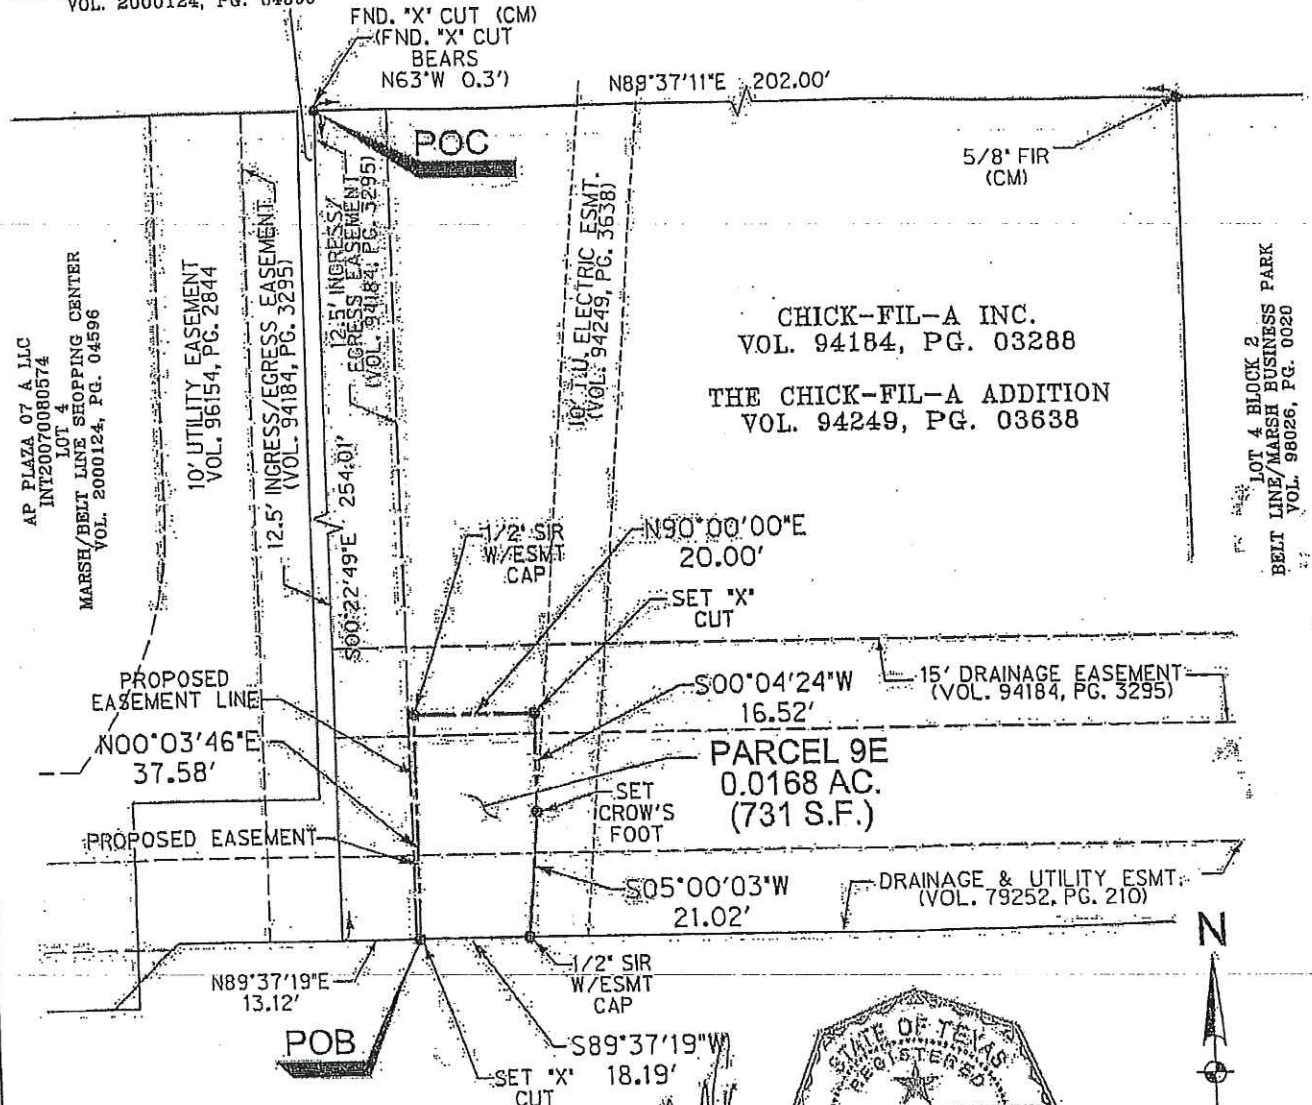 VOL. 2000124, PG.
FND. "X" CUT (CM)
(FND. "X" CUT
BEARS
N63°W 0.3')
N89°37'11"E 202.00'
POC
5/8" FIR
(CM)
AP PLAZA 07 A LLC
INT20070080574
LOT 4
MARSH/BELT LINE SHOPPING CENTER
VOL. 2000124, PG. 04596
10' UTILITY EASEMENT
VOL. 96154, PG. 2844
12.5' INGRESS/EGRESS EASEMENT
(VOL. 94184, PG. 3295)
12.5' INGRESS/
EGRESS EASEMENT
(VOL. 94184, PG. 3295)
S00°22'49"E 254.01'
10' T.U. ELECTRIC ESMT.
(VOL. 94249, PG. 3638)
CHICK-FIL-A INC.
VOL. 94184, PG. 03288
THE CHICK-FIL-A ADDITION
VOL. 94249, PG. 03638
LOT 4 BLOCK 2
BELT LINE/MARSH BUSINESS PARK
VOL. 98026, PG. 0020
1/2" SIR
W/ESMT
CAP
N90°00'00"E
20.00'
SET "X"
CUT
PROPOSED
EASEMENT LINE
S00°04'24"W
16.52'
15' DRAINAGE EASEMENT
(VOL. 94184, PG. 3295)
N00°03'46"E
37.58'
PARCEL 9E
0.0168 AC.
(731 S.F.)
SET
CROW'S
FOOT
PROPOSED EASEMENT
S05°00'03"W
21.02'
DRAINAGE & UTILITY ESMT.
(VOL. 79252, PG. 210)
N
N89°37'19"E
13.12'
1/2" SIR
W/ESMT
CAP
POB
S89°37'19"W
18.19'
SET "X"
CUT
STATE OF TEXAS
REGISTERED